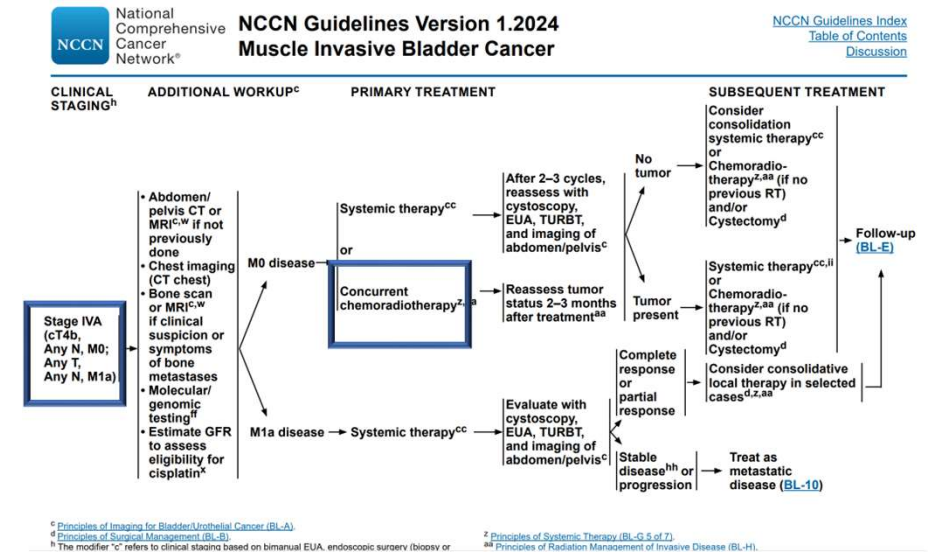 NCCN
National
Comprehensive
Cancer
Network®
NCCN Guidelines Version 1.2024
Muscle Invasive Bladder Cancer
NCCN Guidelines Index
Table of Contents
Discussion
CLINICAL
STAGINGh
ADDITIONAL WORKUPc
PRIMARY TREATMENT
SUBSEQUENT TREATMENT
Stage IVA
(cT4b,
Any N, M0;
Any T,
Any N, M1a)
• Abdomen/
pelvis CT or
MRIc,w if not
previously
done
• Chest imaging
(CT chest)
• Bone scan
or MRIc,w
if clinical
suspicion or
symptoms
of bone
metastases
• Molecular/
genomic
testingff
• Estimate GFR
to assess
eligibility for
cisplatinx
M0 disease
Systemic therapycc
or
Concurrent
chemoradiotherapyz, a
After 2–3 cycles,
reassess with
cystoscopy,
EUA, TURBT,
and imaging of
abdomen/pelvisc
Reassess tumor
status 2–3 months
after treatmentaa
No
tumor
Tumor
present
Consider
consolidation
systemic therapycc
or
Chemoradio-
therapyz,aa (if no
previous RT)
and/or
Cystectomyd
Systemic therapycc,ii
or
Chemoradio-
therapyz,aa (if no
previous RT)
and/or
Cystectomyd
Follow-up
(BL-E)
M1a disease
Systemic therapycc
Evaluate with
cystoscopy,
EUA, TURBT,
and imaging of
abdomen/pelvisc
Complete
response
or
partial
response
Consider consolidative
local therapy in selected
casesd,z,aa
Stable
diseasehh or
progression
Treat as
metastatic
disease (BL-10)
c Principles of Imaging for Bladder/Urothelial Cancer (BL-A).
d Principles of Surgical Management (BL-B).
h The modifier "c" refers to clinical staging based on bimanual EUA, endoscopic surgery (biopsy or
z Principles of Systemic Therapy (BL-G 5 of 7).
aa Principles of Radiation Management of Invasive Disease (BL-H).